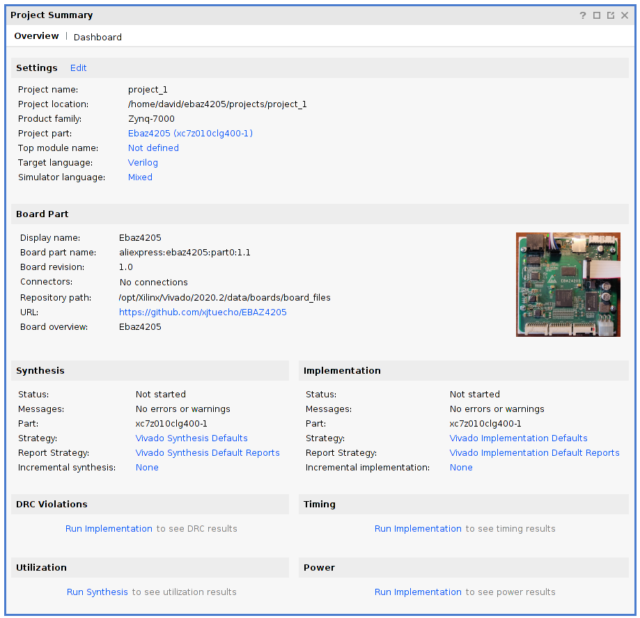 Project Summary
Overview | Dashboard
Settings Edit
Project name: project_1
Project location: /home/david/ebaz4205/projects/project_1
Product family: Zynq-7000
Project part: Ebaz4205 (xc7z010clg400-1)
Top module name: Not defined
Target language: Verilog
Simulator language: Mixed
Board Part
Display name: Ebaz4205
Board part name: aliexpress:ebaz4205:part0:1.1
Board revision: 1.0
Connectors: No connections
Repository path: /opt/Xilinx/Vivado/2020.2/data/boards/board_files
URL: https://github.com/xjtuecho/EBAZ4205
Board overview: Ebaz4205
Synthesis
Status: Not started
Messages: No errors or warnings
Part: xc7z010clg400-1
Strategy: Vivado Synthesis Defaults
Report Strategy: Vivado Synthesis Default Reports
Incremental synthesis: None
Implementation
Status: Not started
Messages: No errors or warnings
Part: xc7z010clg400-1
Strategy: Vivado Implementation Defaults
Report Strategy: Vivado Implementation Default Reports
Incremental implementation: None
DRC Violations
Run Implementation to see DRC results
Timing
Run Implementation to see timing results
Utilization
Run Synthesis to see utilization results
Power
Run Implementation to see power results